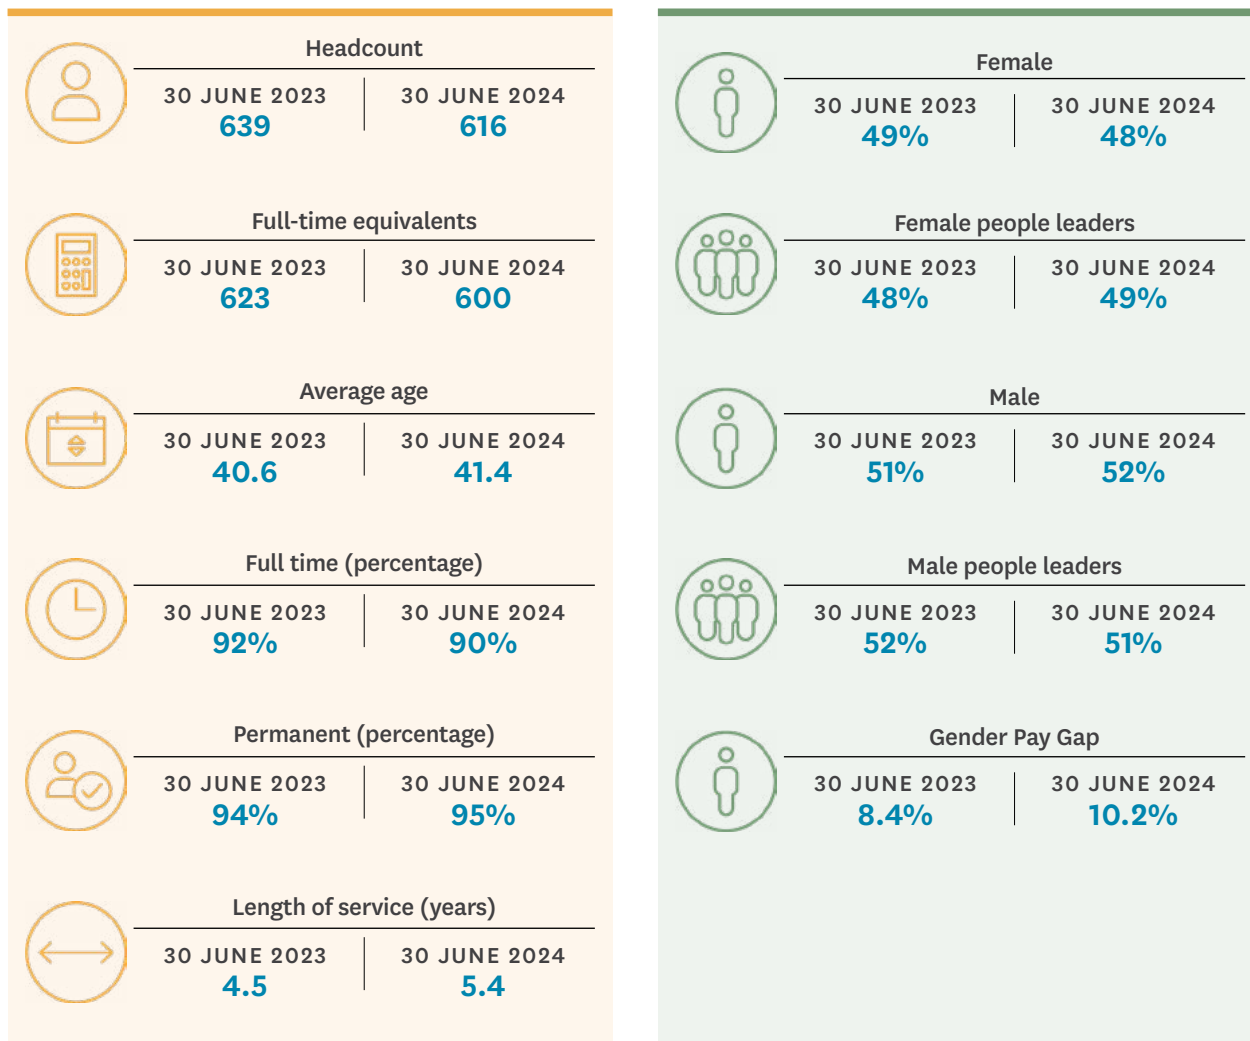 Headcount
30 JUNE 2023 30 JUNE 2024
639 616
Full-time equivalents
30 JUNE 2023 30 JUNE 2024
623 600
Average age
30 JUNE 2023 30 JUNE 2024
40.6 41.4
Full time (percentage)
30 JUNE 2023 30 JUNE 2024
92% 90%
Permanent (percentage)
30 JUNE 2023 30 JUNE 2024
94% 95%
Length of service (years)
30 JUNE 2023 30 JUNE 2024
4.5 5.4
Female
30 JUNE 2023 30 JUNE 2024
49% 48%
Female people leaders
30 JUNE 2023 30 JUNE 2024
48% 49%
Male
30 JUNE 2023 30 JUNE 2024
51% 52%
Male people leaders
30 JUNE 2023 30 JUNE 2024
52% 51%
Gender Pay Gap
30 JUNE 2023 30 JUNE 2024
8.4% 10.2%